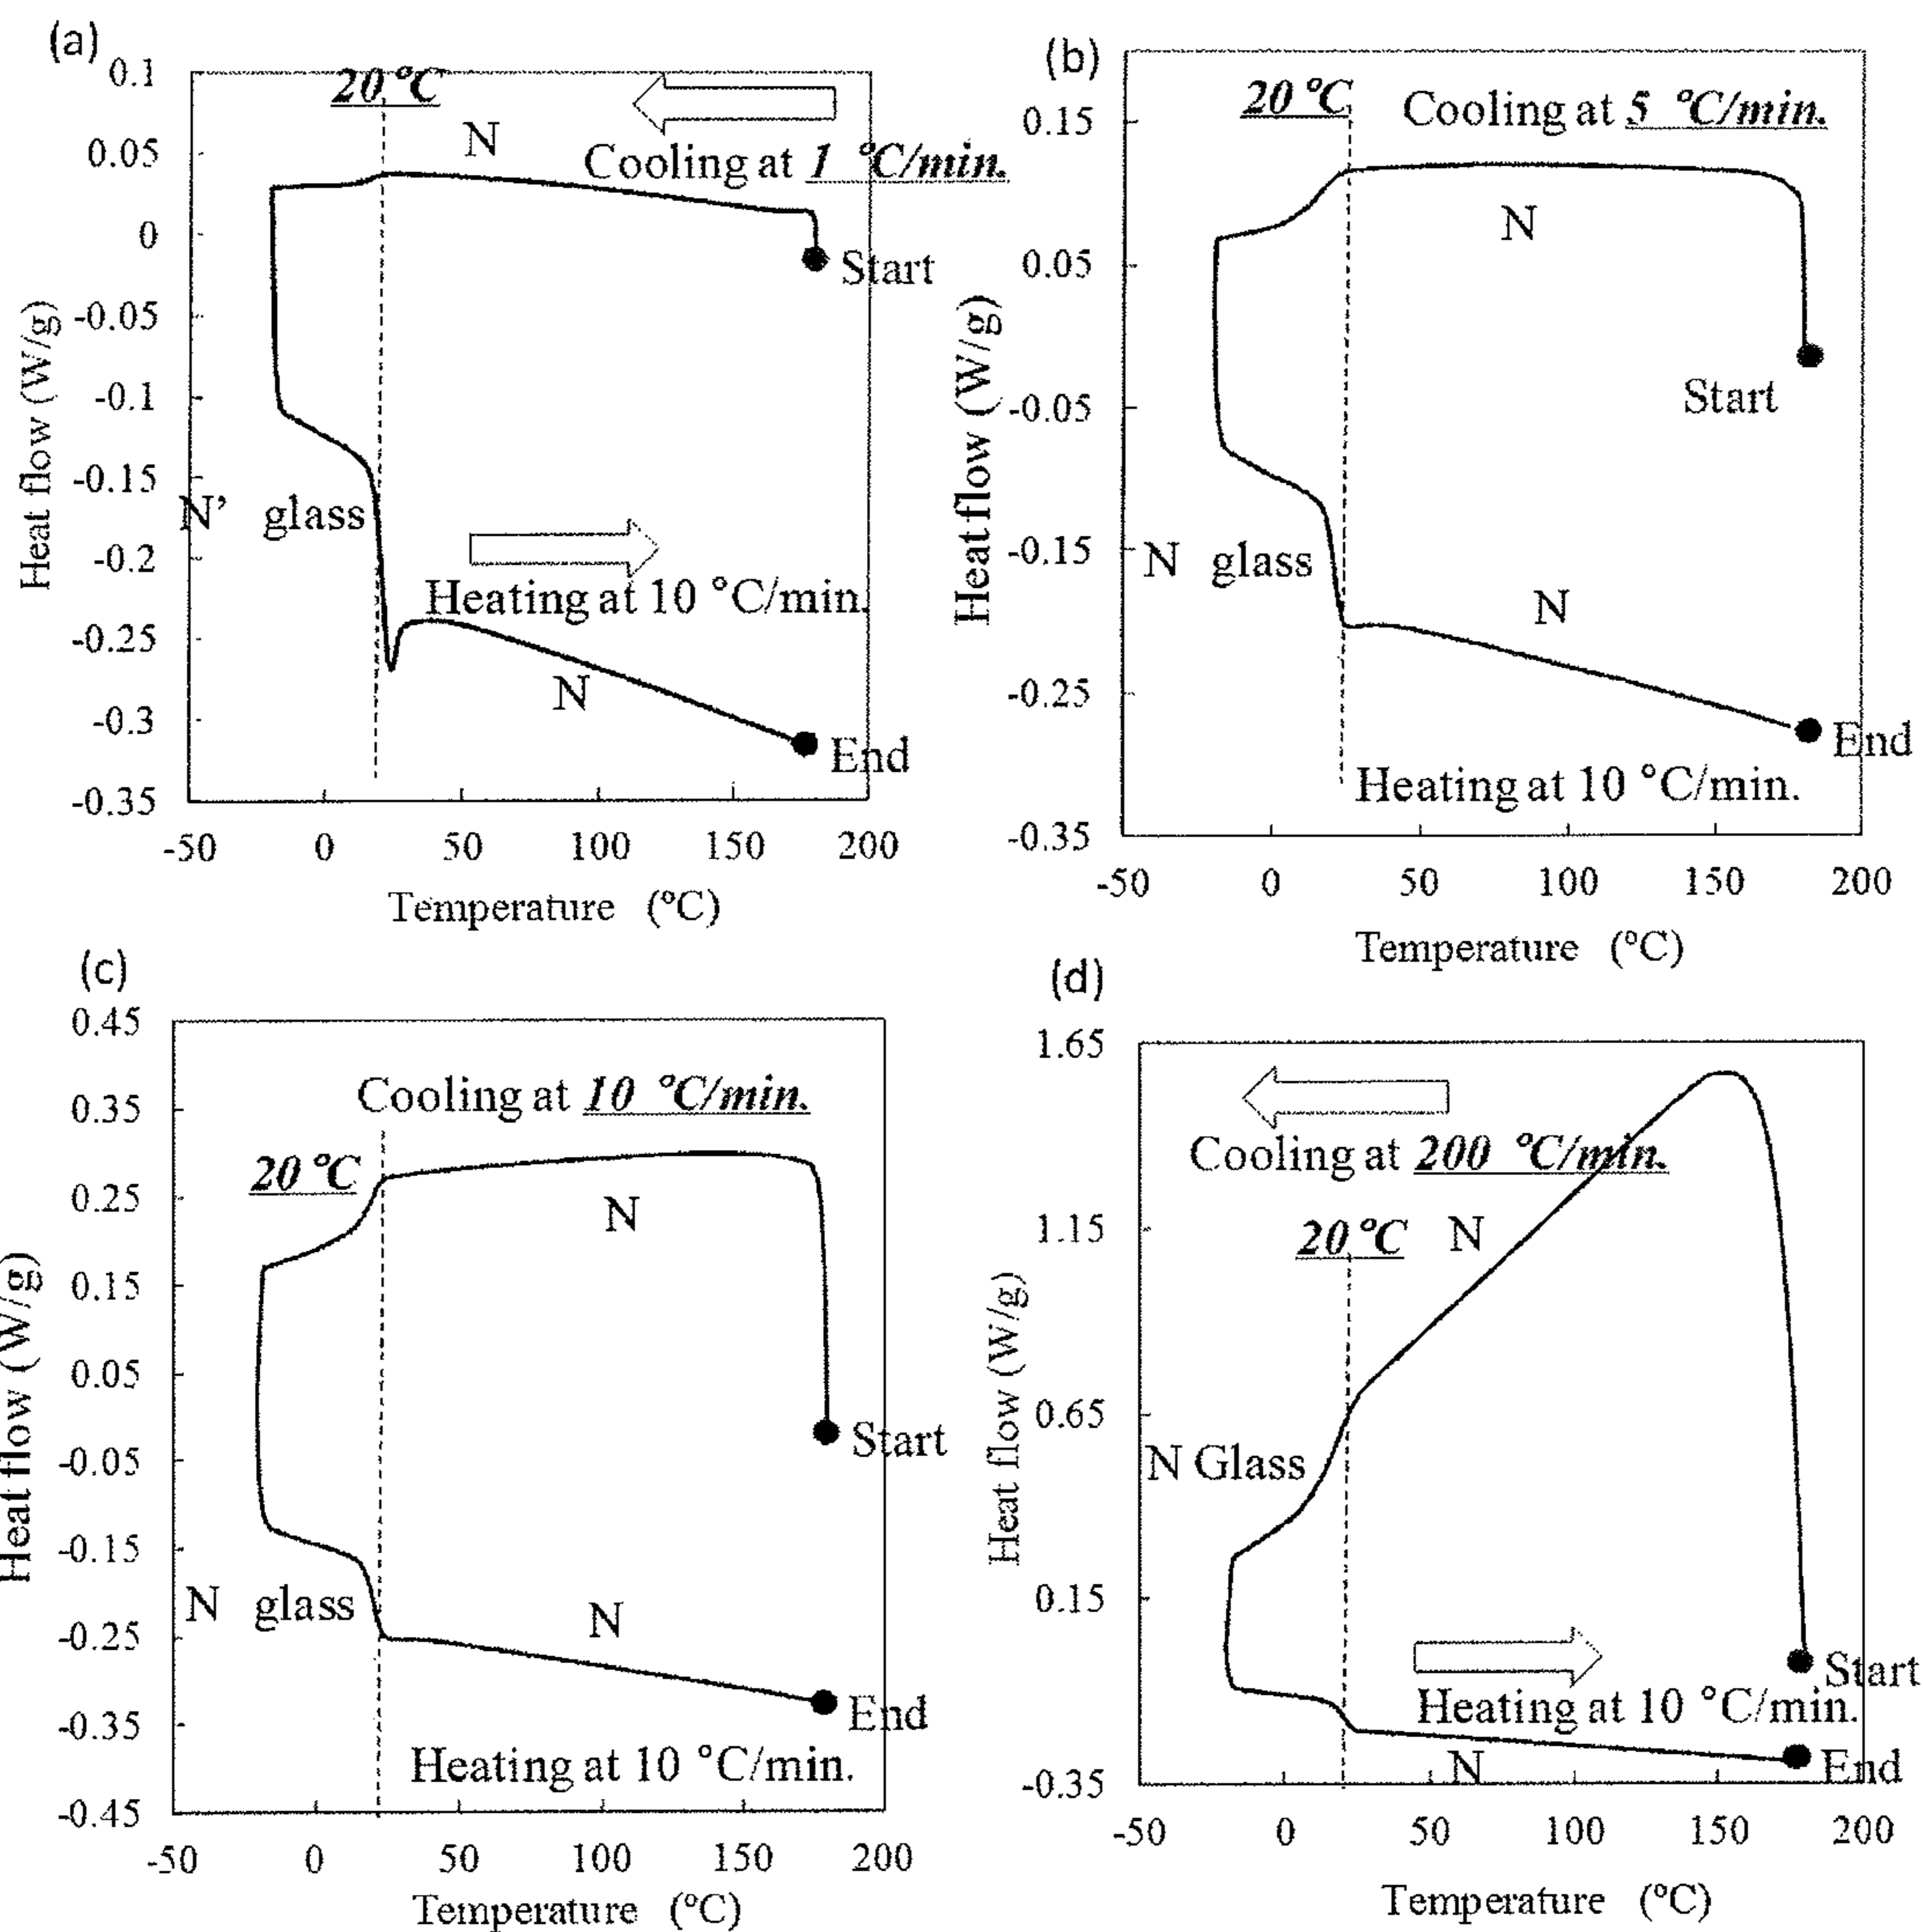 (a)
0.1
20 °C
N
0.05
Cooling at 1 °C/min.
0
Start
-0.05
-0.1
-0.15
N’ glass
-0.2
Heating at 10 °C/min.
-0.25
N
-0.3
End
-0.35
-50 0 50 100 150 200
Heat flow (W/g)
Temperature (°C)
(b)
20 °C
Cooling at 5 °C/min.
0.15
N
0.05
Start
-0.05
-0.15
N glass
N
-0.25
End
Heating at 10 °C/min.
-0.35
-50 0 50 100 150 200
Heat flow (W/g)
Temperature (°C)
(c)
0.45
Cooling at 10 °C/min.
0.35
20 °C
0.25
N
0.15
0.05
Start
-0.05
-0.15
N glass
N
-0.25
End
-0.35
Heating at 10 °C/min.
-0.45
-50 0 50 100 150 200
Heat flow (W/g)
Temperature (°C)
(d)
1.65
Cooling at 200 °C/min.
1.15
20 °C
N
0.65
N Glass
0.15
Start
Heating at 10 °C/min.
N
End
-0.35
-50 0 50 100 150 200
Heat flow (W/g)
Temperature (°C)